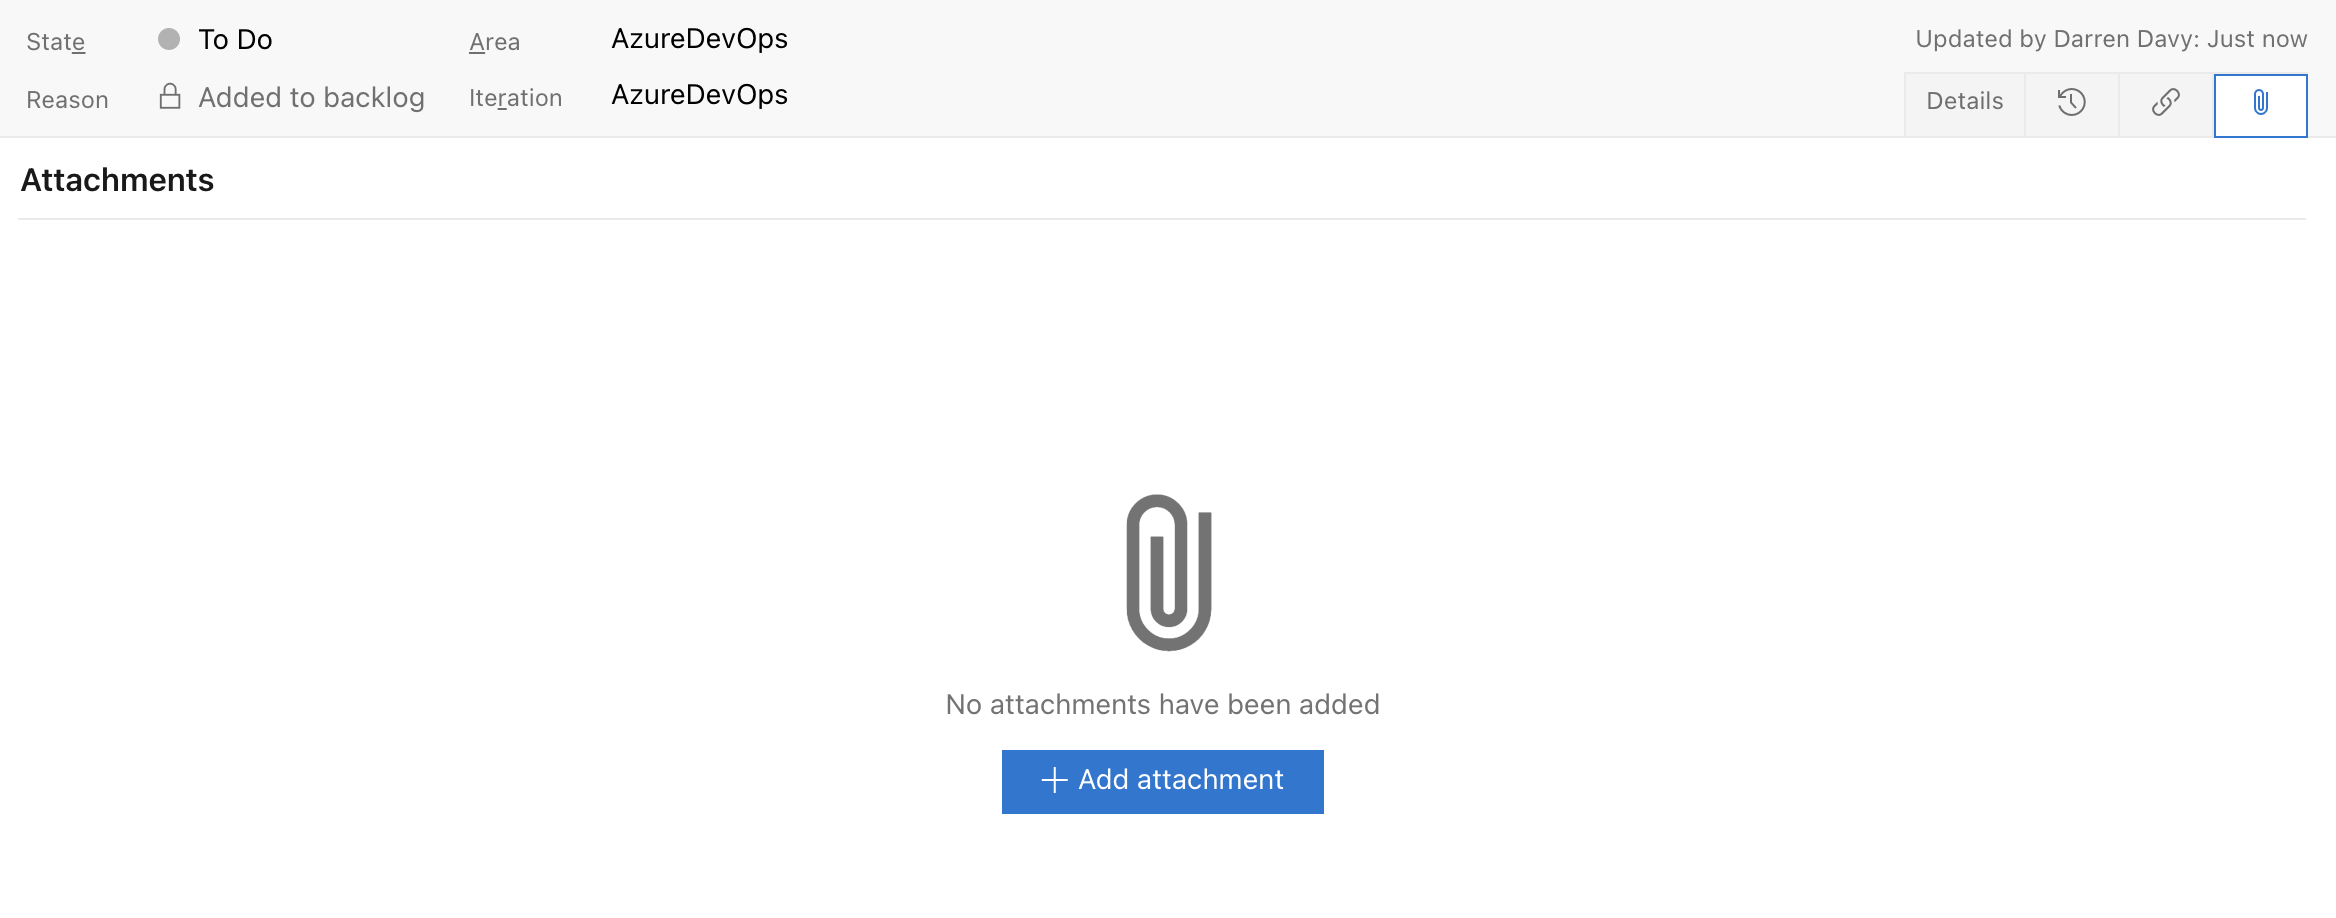 State To Do Area AzureDevOps Updated by Darren Davy: Just now
Reason Added to backlog Iteration AzureDevOps Details
Attachments
No attachments have been added
Add attachment